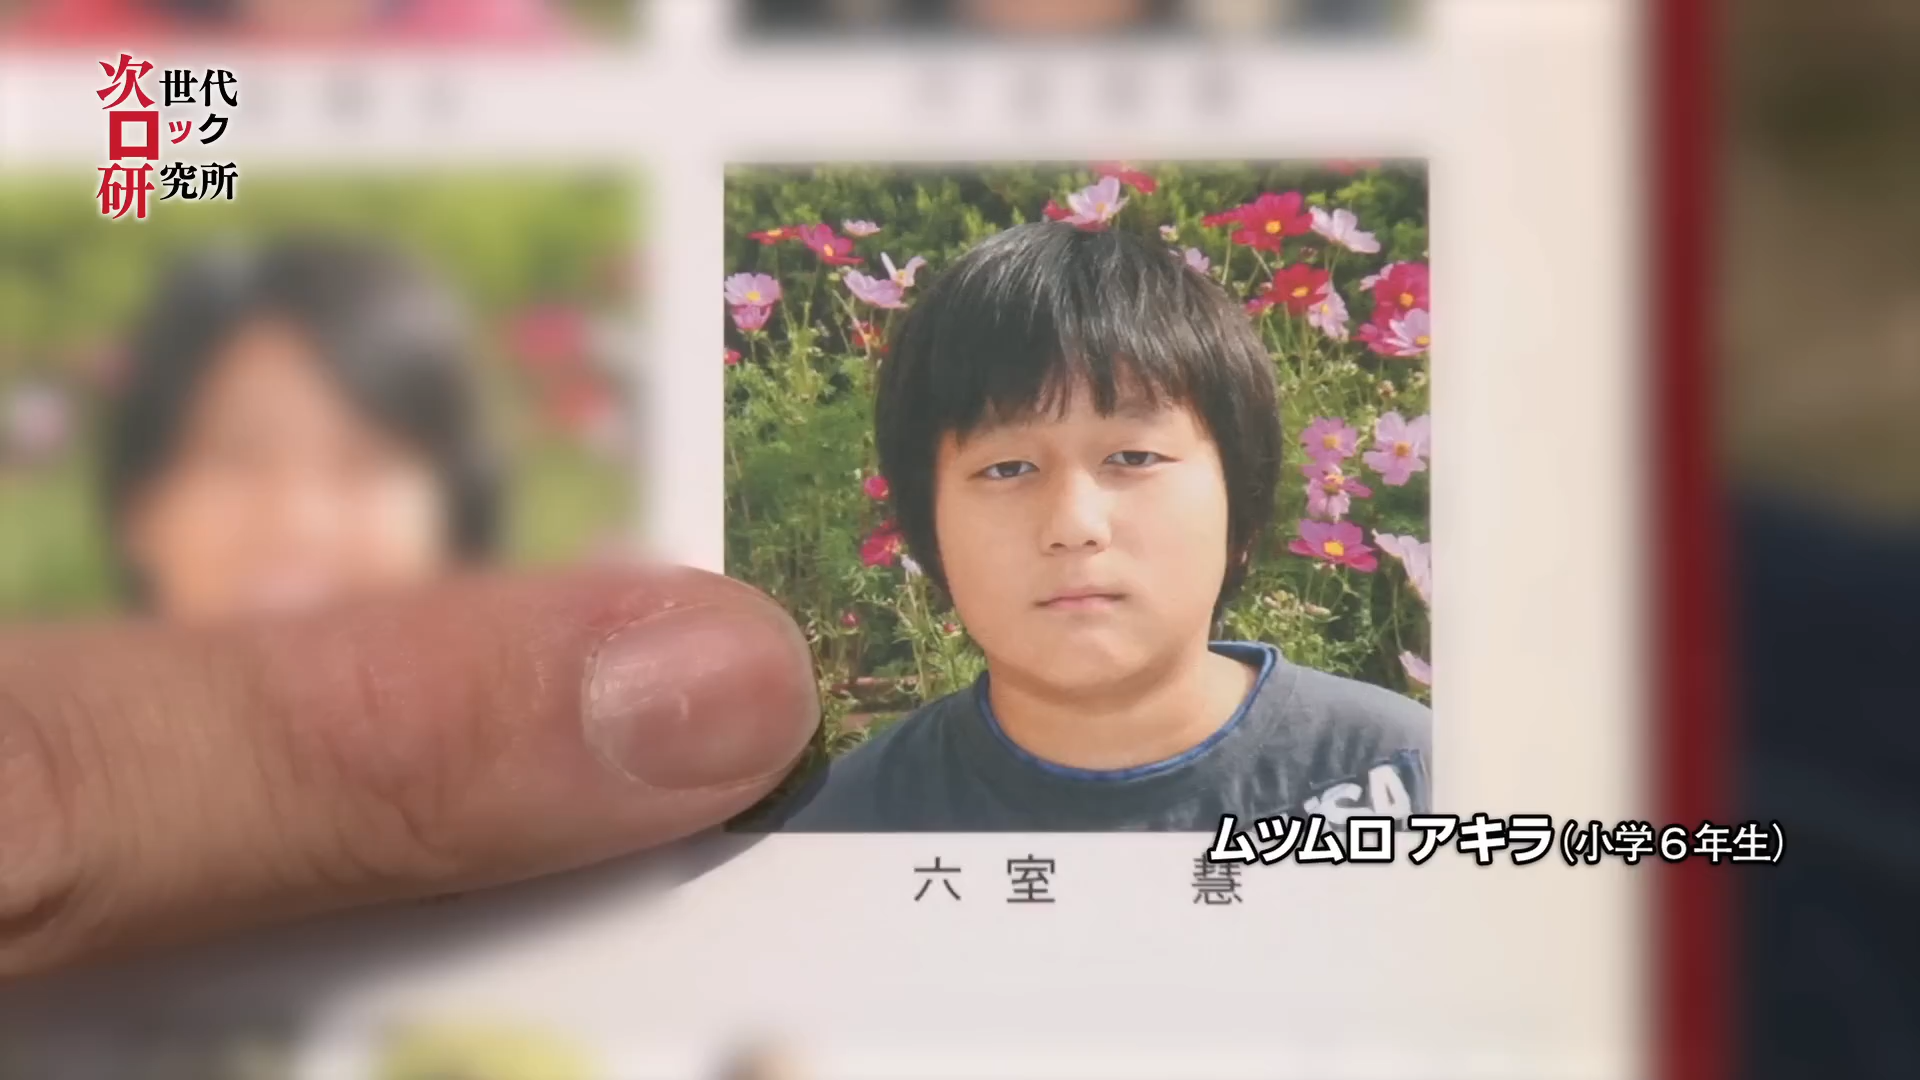 次世代
ロック
研究所
ムツムロ アキラ（小学６年生）
六室 慧